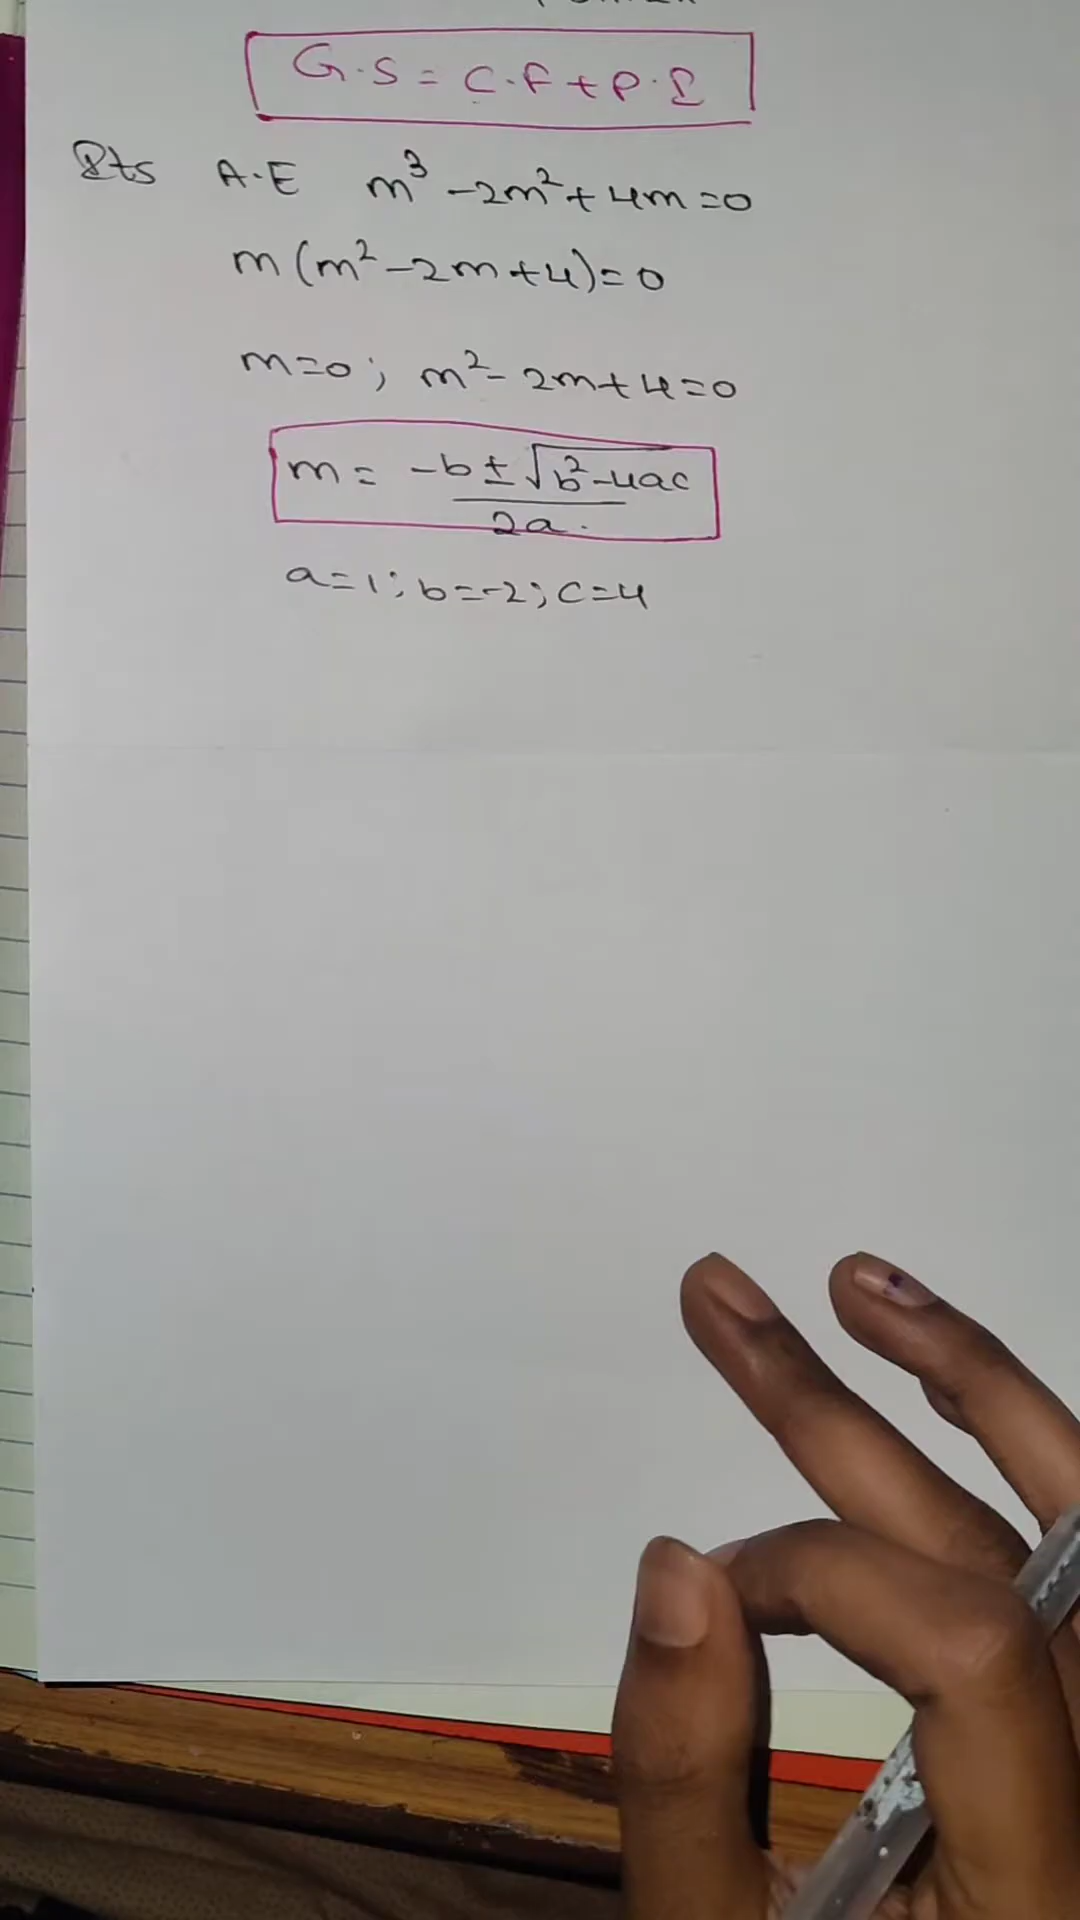 G.S = C.F + P.I
Its A.E m³ - 2m² + 4m = 0
m(m² - 2m + 4) = 0
m=0; m² - 2m + 4 = 0
m = -b ± √b² - 4ac
2a.
a=1; b=-2; c=4